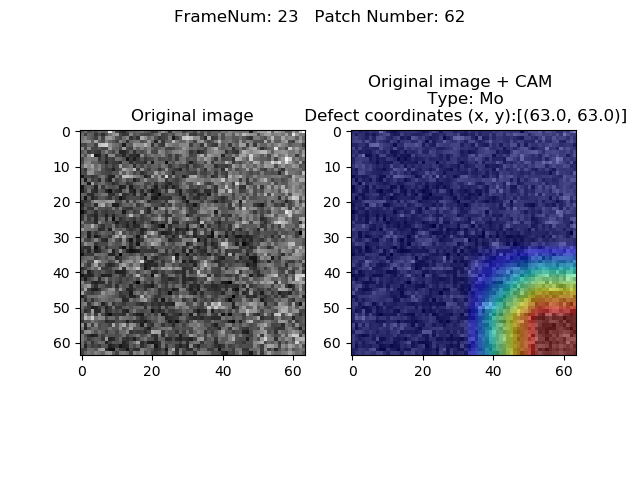 FrameNum: 23   Patch Number: 62
Original image
0
10
20
30
40
50
60
0 20 40 60
Original image + CAM
Type: Mo
Defect coordinates (x, y):[(63.0, 63.0)]
0
10
20
30
40
50
60
0 20 40 60